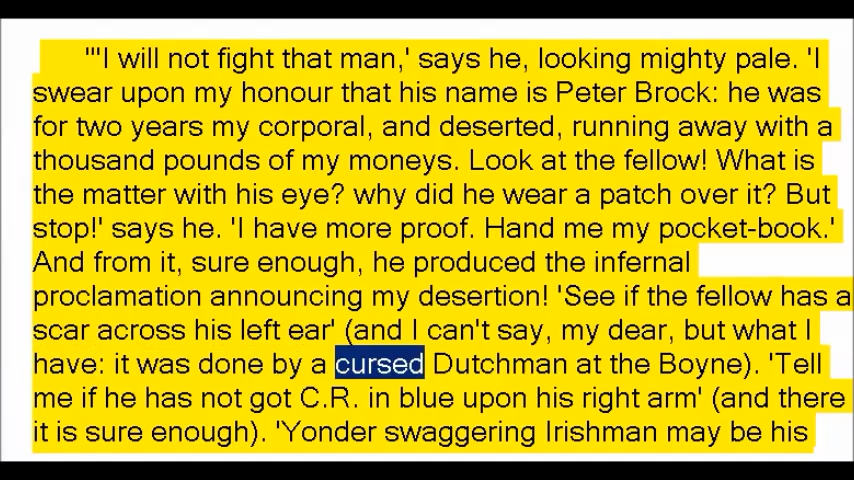 "'I will not fight that man,' says he, looking mighty pale. 'I
swear upon my honour that his name is Peter Brock: he was
for two years my corporal, and deserted, running away with a
thousand pounds of my moneys. Look at the fellow! What is
the matter with his eye? why did he wear a patch over it? But
stop!' says he. 'I have more proof. Hand me my pocket-book.'
And from it, sure enough, he produced the infernal
proclamation announcing my desertion! 'See if the fellow has a
scar across his left ear' (and I can't say, my dear, but what I
have: it was done by a cursed Dutchman at the Boyne). 'Tell
me if he has not got C.R. in blue upon his right arm' (and there
it is sure enough). 'Yonder swaggering Irishman may be his